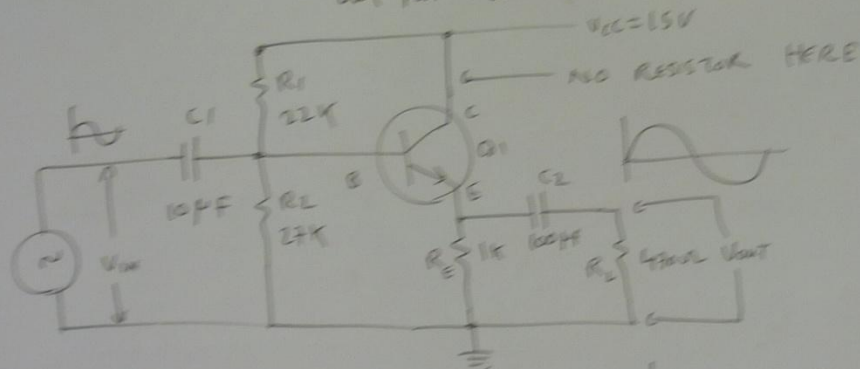 VCC=15V
NO RESISTOR HERE
R1
22K
C1
C
Q1
B
E
C2
10µF
R2
27K
100µF
Vin
RE
1K
RL
470Ω
VOUT